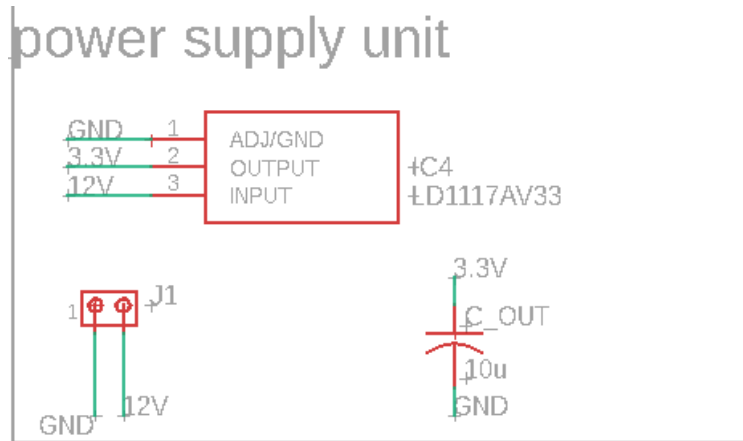 power supply unit
GND 1 ADJ/GND
3.3V 2 OUTPUT
12V 3 INPUT
IC4
LD1117AV33
1 J1
GND 12V
3.3V
C_OUT
10u
GND